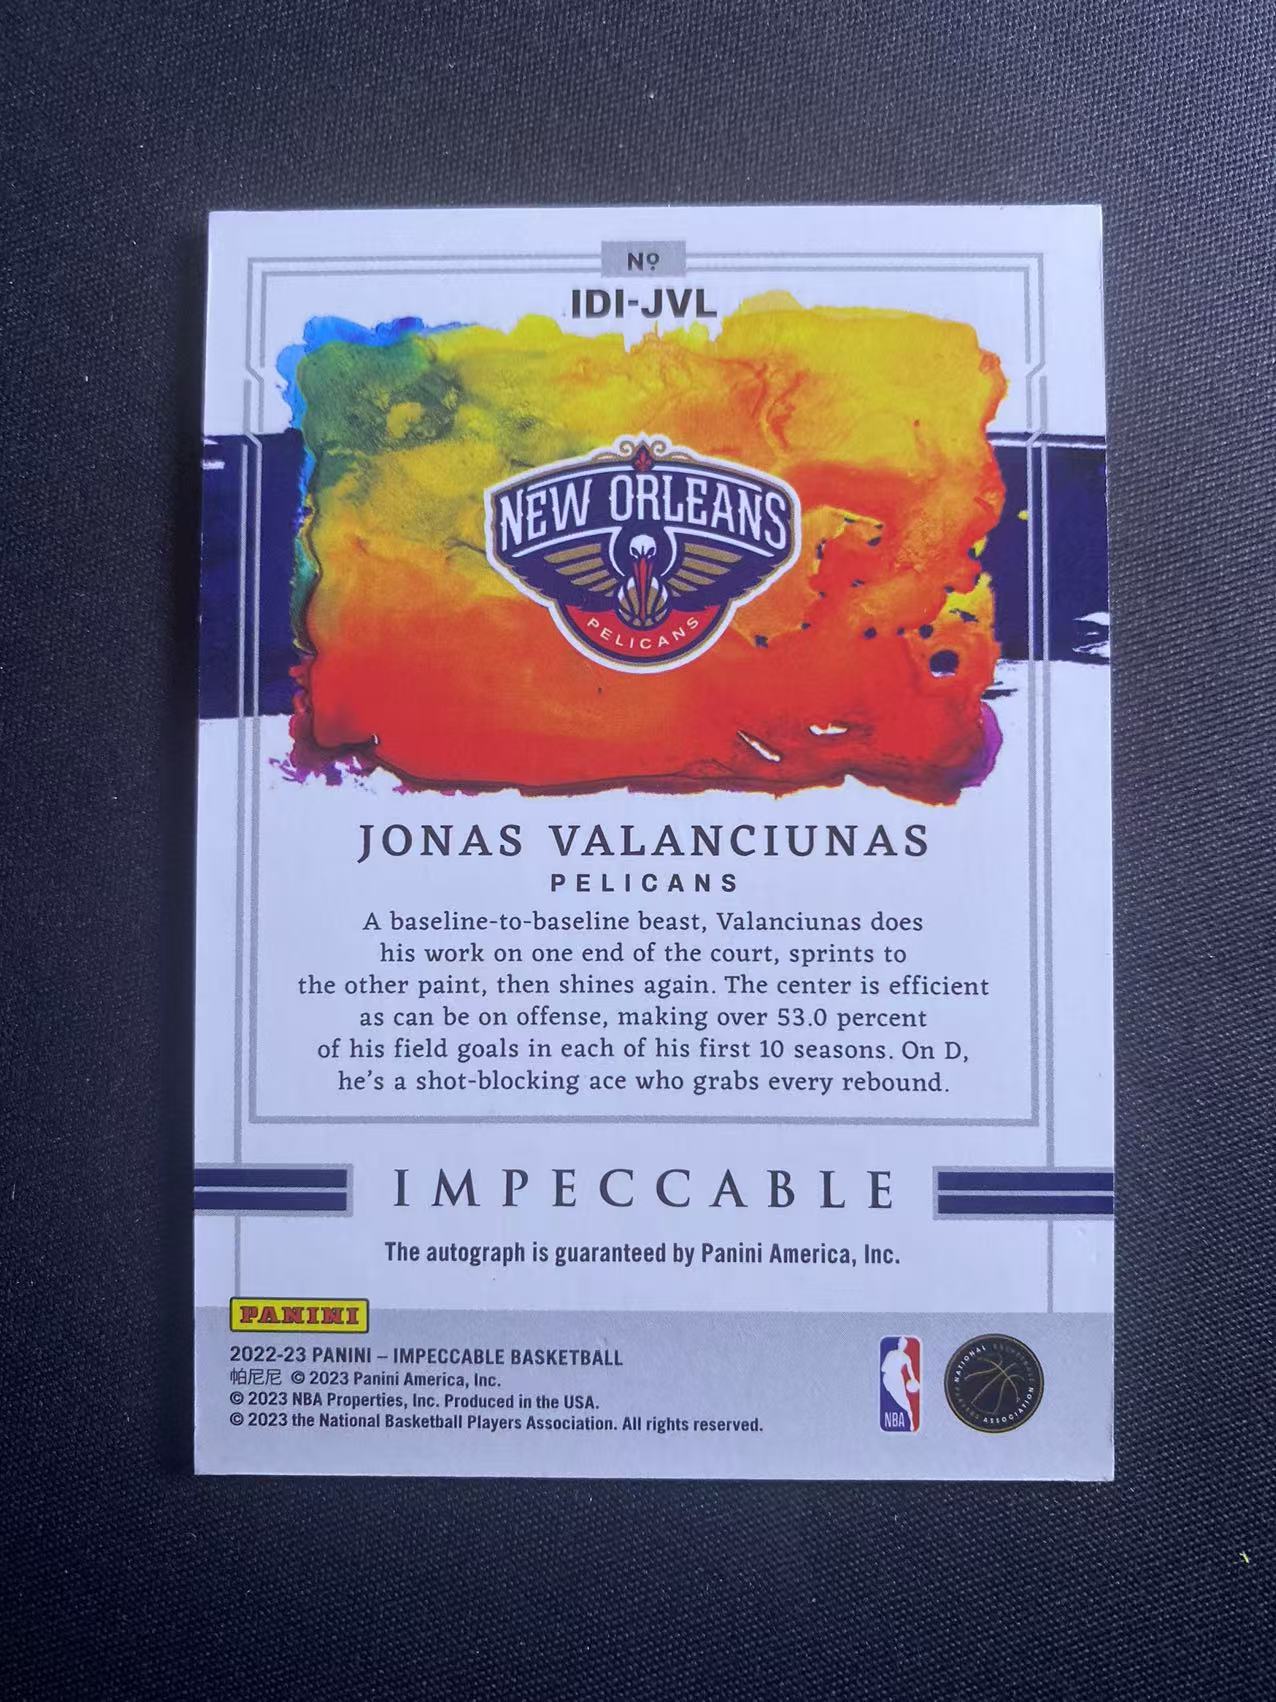 Nº
IDI-JVL
NEW ORLEANS
PELICANS
JONAS VALANCIUNAS
PELICANS
A baseline-to-baseline beast, Valanciunas does
his work on one end of the court, sprints to
the other paint, then shines again. The center is efficient
as can be on offense, making over 53.0 percent
of his field goals in each of his first 10 seasons. On D,
he's a shot-blocking ace who grabs every rebound.
IMPECCABLE
The autograph is guaranteed by Panini America, Inc.
PANINI
2022-23 PANINI – IMPECCABLE BASKETBALL
帕尼尼 © 2023 Panini America, Inc.
© 2023 NBA Properties, Inc. Produced in the USA.
© 2023 the National Basketball Players Association. All rights reserved.
NBA
NATIONAL BASKETBALL
PLAYERS ASSOCIATION